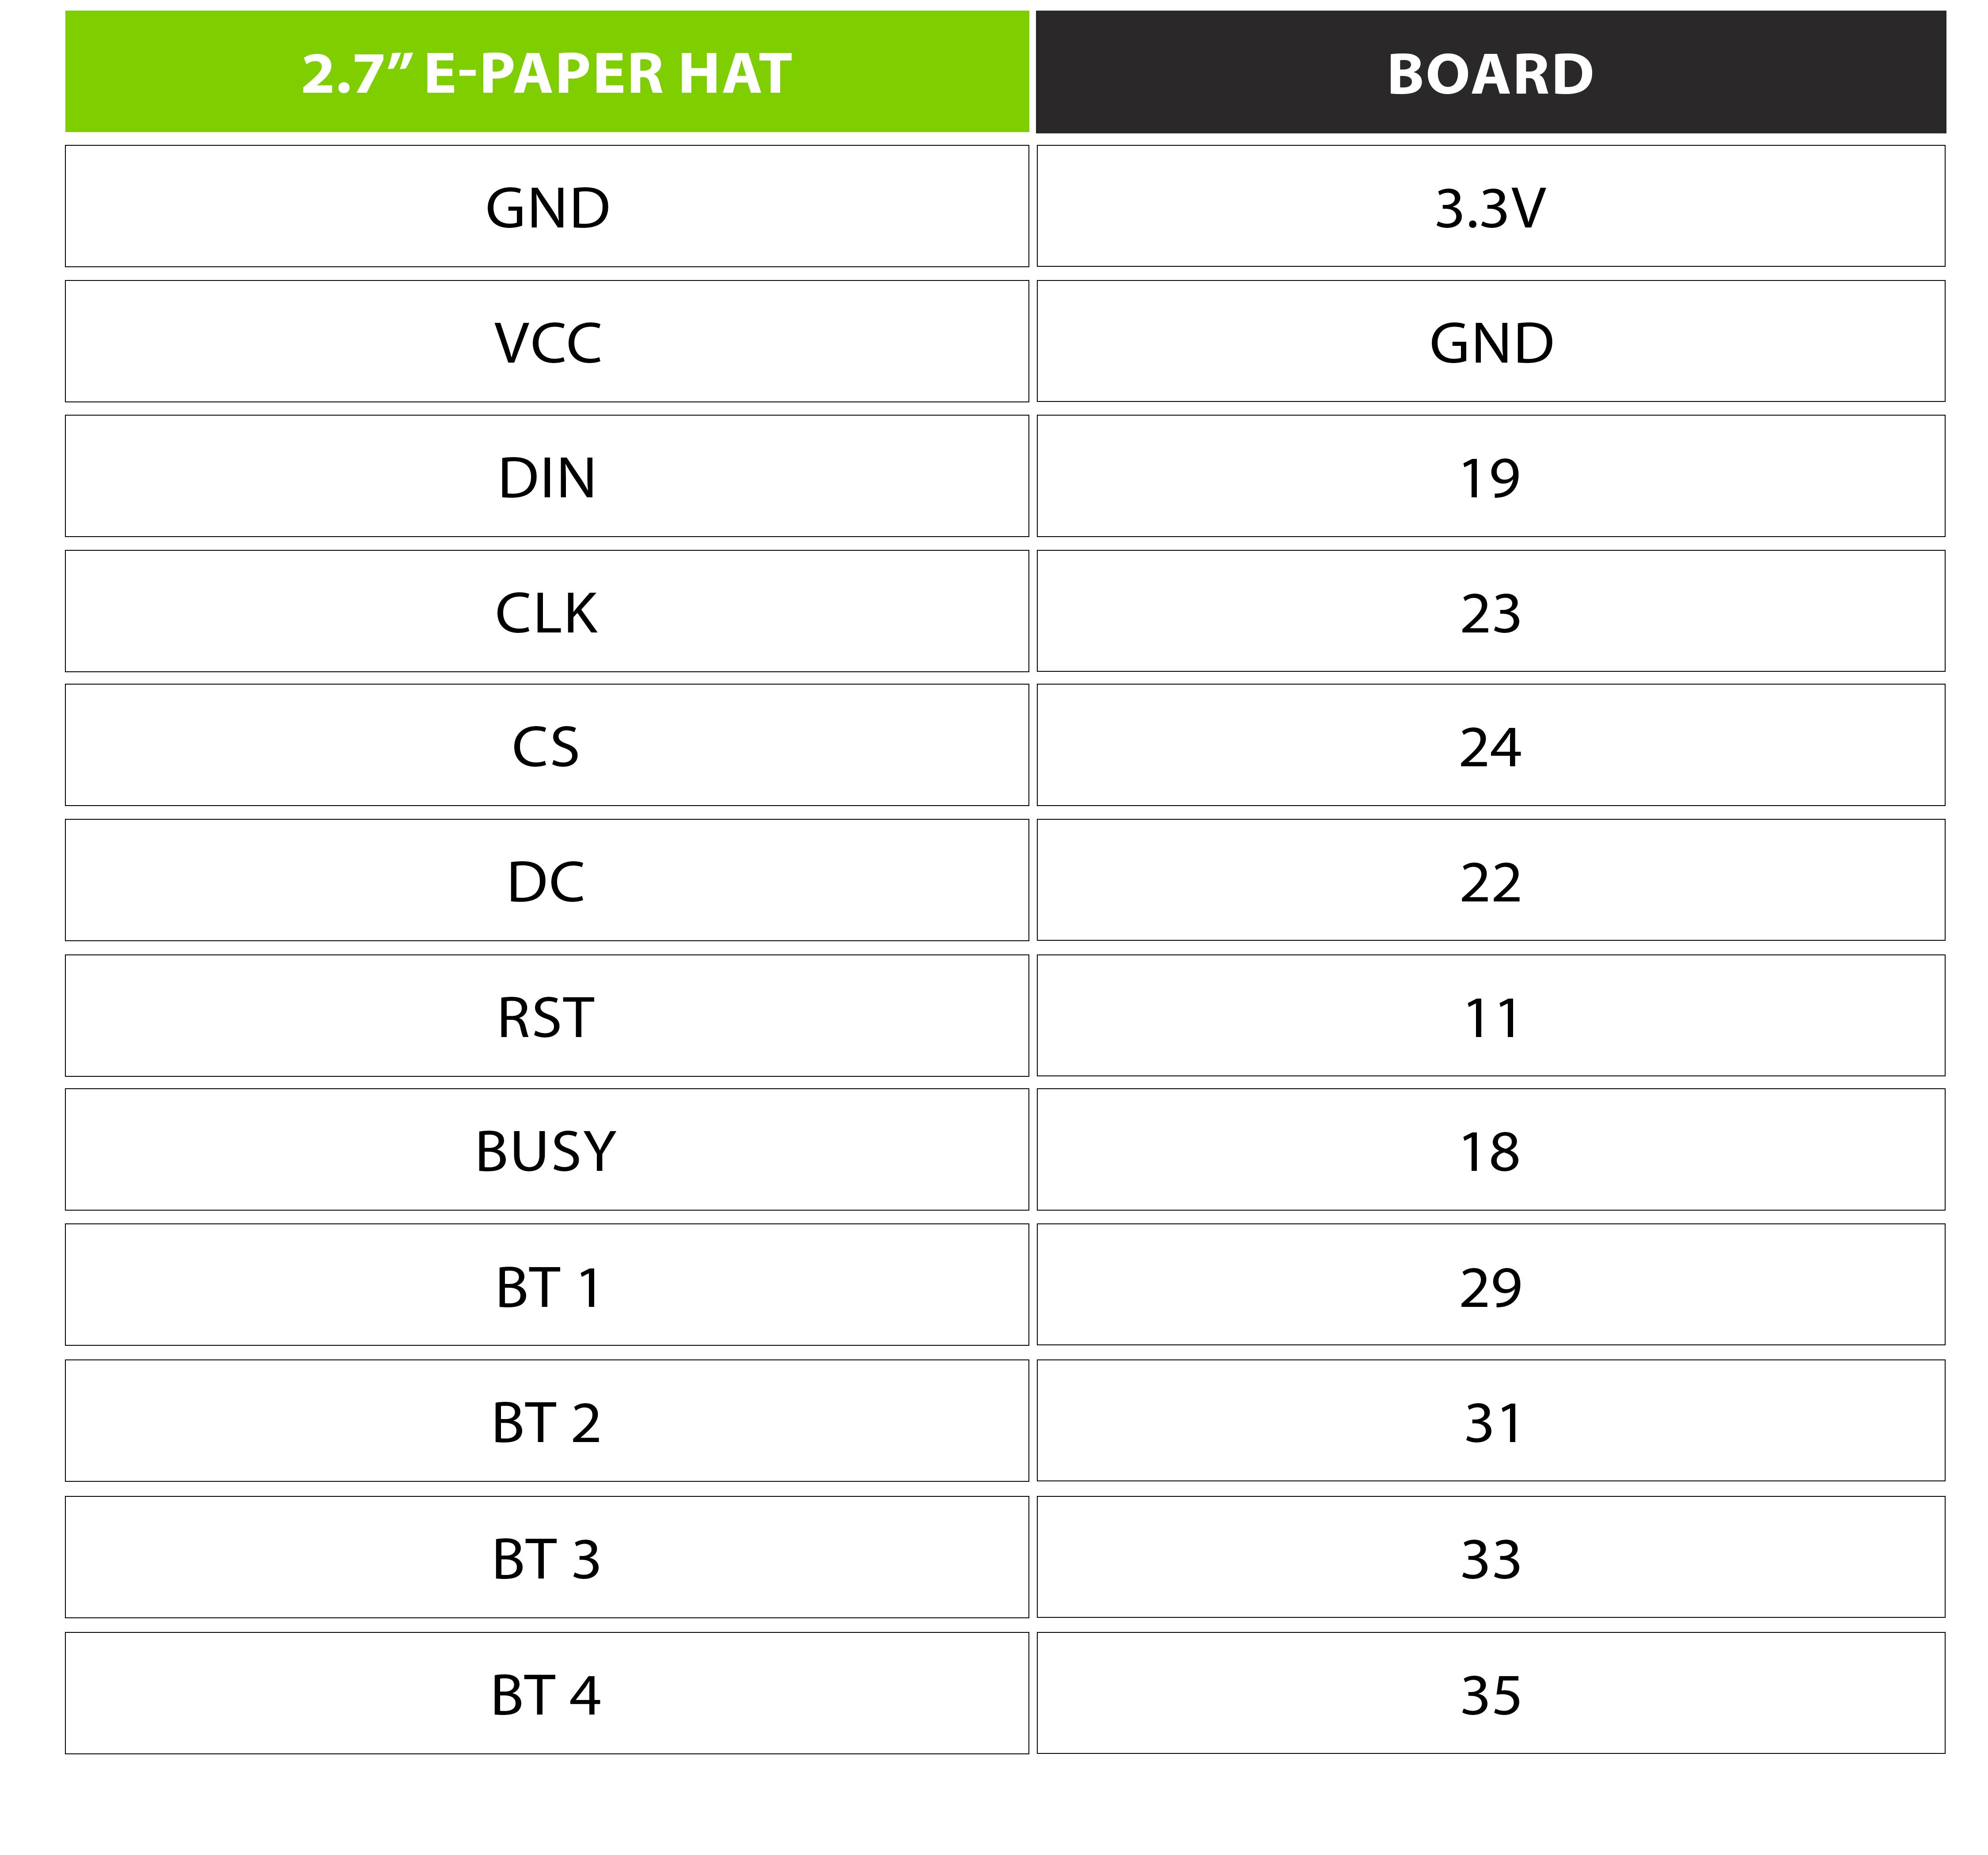 2.7” E-PAPER HAT BOARD
GND 3.3V
VCC GND
DIN 19
CLK 23
CS 24
DC 22
RST 11
BUSY 18
BT 1 29
BT 2 31
BT 3 33
BT 4 35